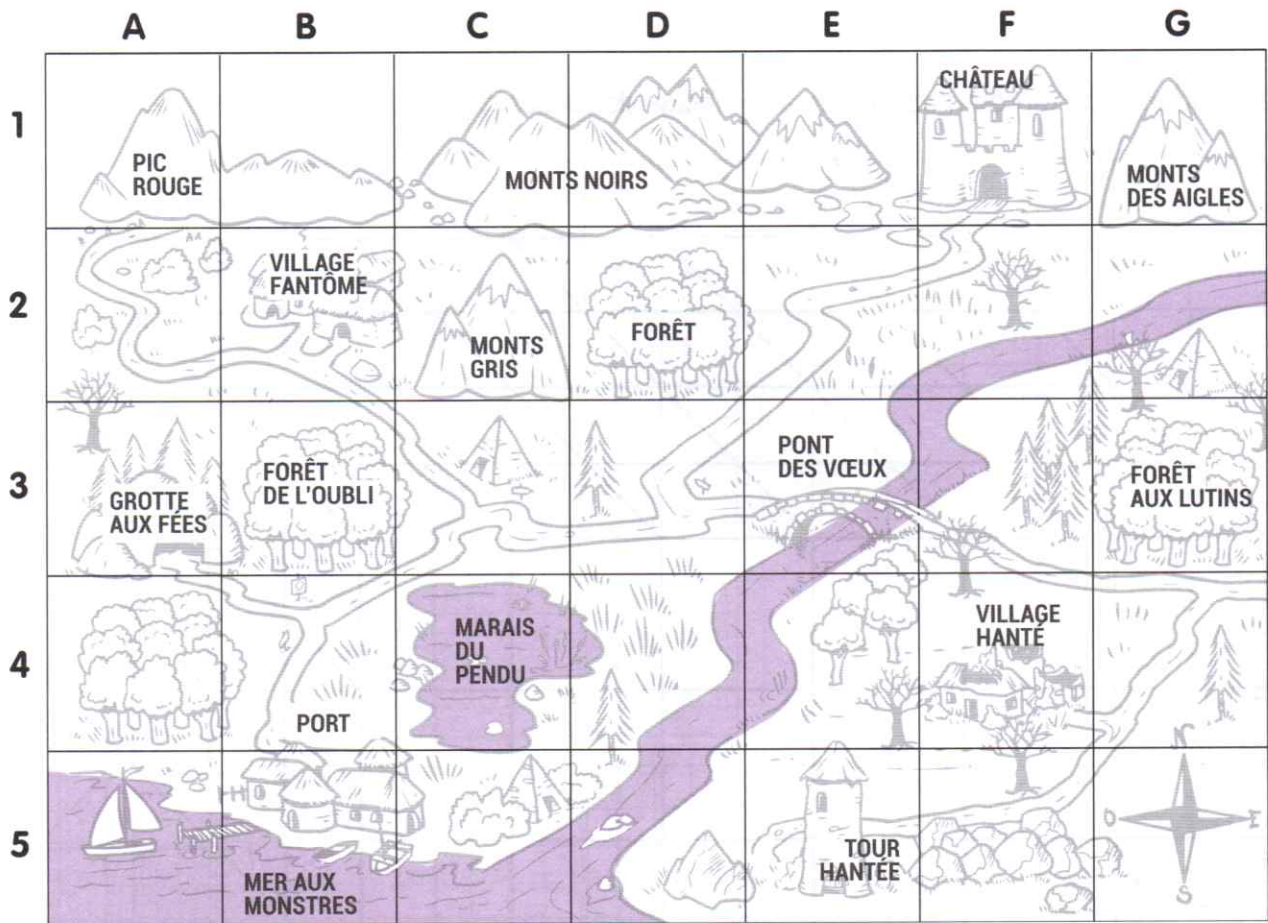 A B C D E F G
1
PIC
ROUGE
MONTS NOIRS
CHÂTEAU
MONTS
DES AIGLES
2
VILLAGE
FANTÔME
MONTS
GRIS
FORÊT
3
GROTTE
AUX FÉES
FORÊT
DE L'OUBLI
PONT
DES VŒUX
FORÊT
AUX LUTINS
4
PORT
MARAIS
DU
PENDU
VILLAGE
HANTÉ
5
MER AUX
MONSTRES
TOUR
HANTÉE
N
O E
S